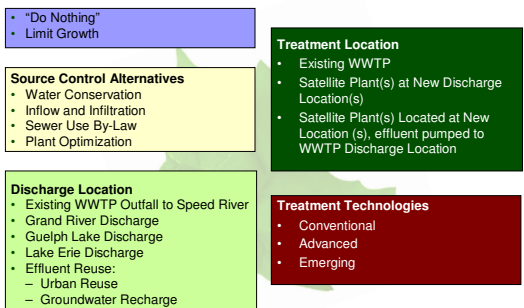 • “Do Nothing”
• Limit Growth
Source Control Alternatives
• Water Conservation
• Inflow and Infiltration
• Sewer Use By-Law
• Plant Optimization
Discharge Location
• Existing WWTP Outfall to Speed River
• Grand River Discharge
• Guelph Lake Discharge
• Lake Erie Discharge
• Effluent Reuse:
– Urban Reuse
– Groundwater Recharge
Treatment Location
• Existing WWTP
• Satellite Plant(s) at New Discharge
Location(s)
• Satellite Plant(s) Located at New
Location (s), effluent pumped to
WWTP Discharge Location
Treatment Technologies
• Conventional
• Advanced
• Emerging